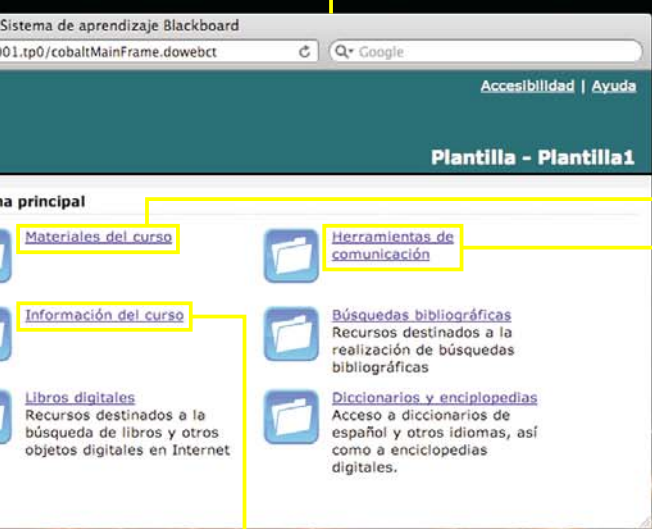 Sistema de aprendizaje Blackboard
001.tp0/cobaltMainFrame.dowebct
Google
Accesibilidad | Ayuda
Plantilla - Plantilla1
na principal
Materiales del curso
Herramientas de
comunicación
Información del curso
Búsquedas bibliográficas
Recursos destinados a la
realización de búsquedas
bibliográficas
Libros digitales
Recursos destinados a la
búsqueda de libros y otros
objetos digitales en Internet
Diccionarios y enciplopedias
Acceso a diccionarios de
español y otros idiomas, así
como a enciclopedias
digitales.